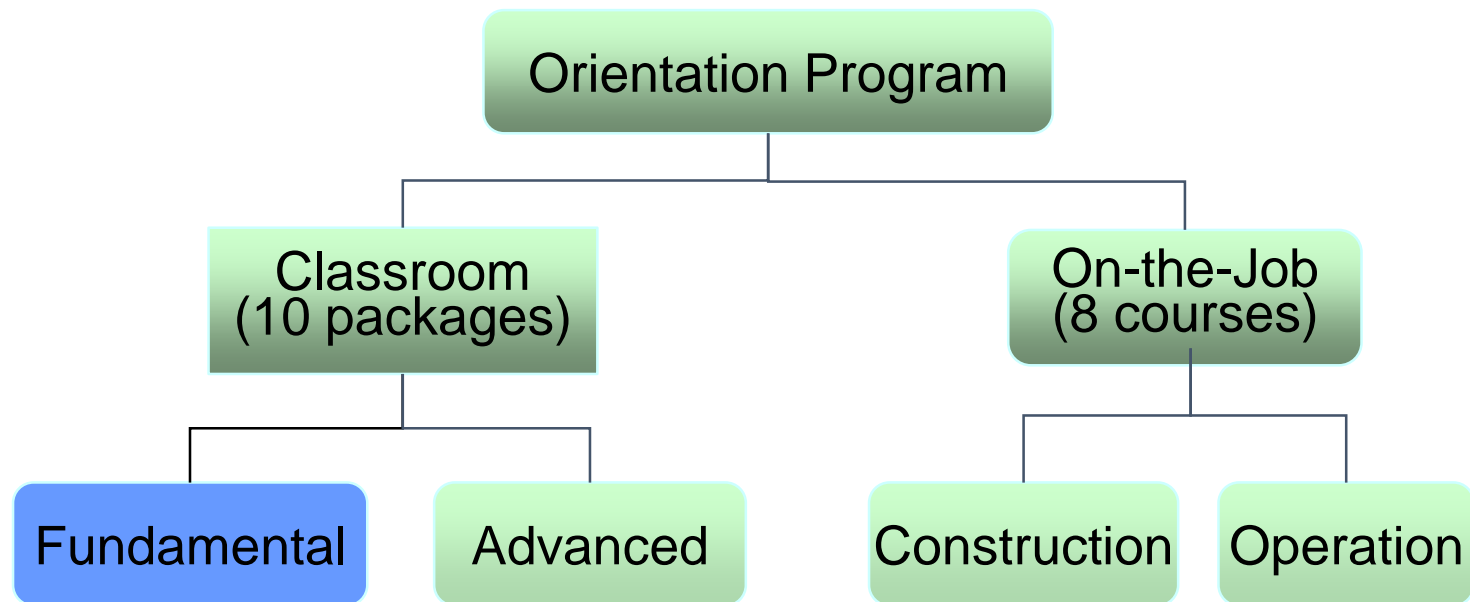 Orientation Program
Classroom
(10 packages)
On-the-Job
(8 courses)
Fundamental
Advanced
Construction
Operation